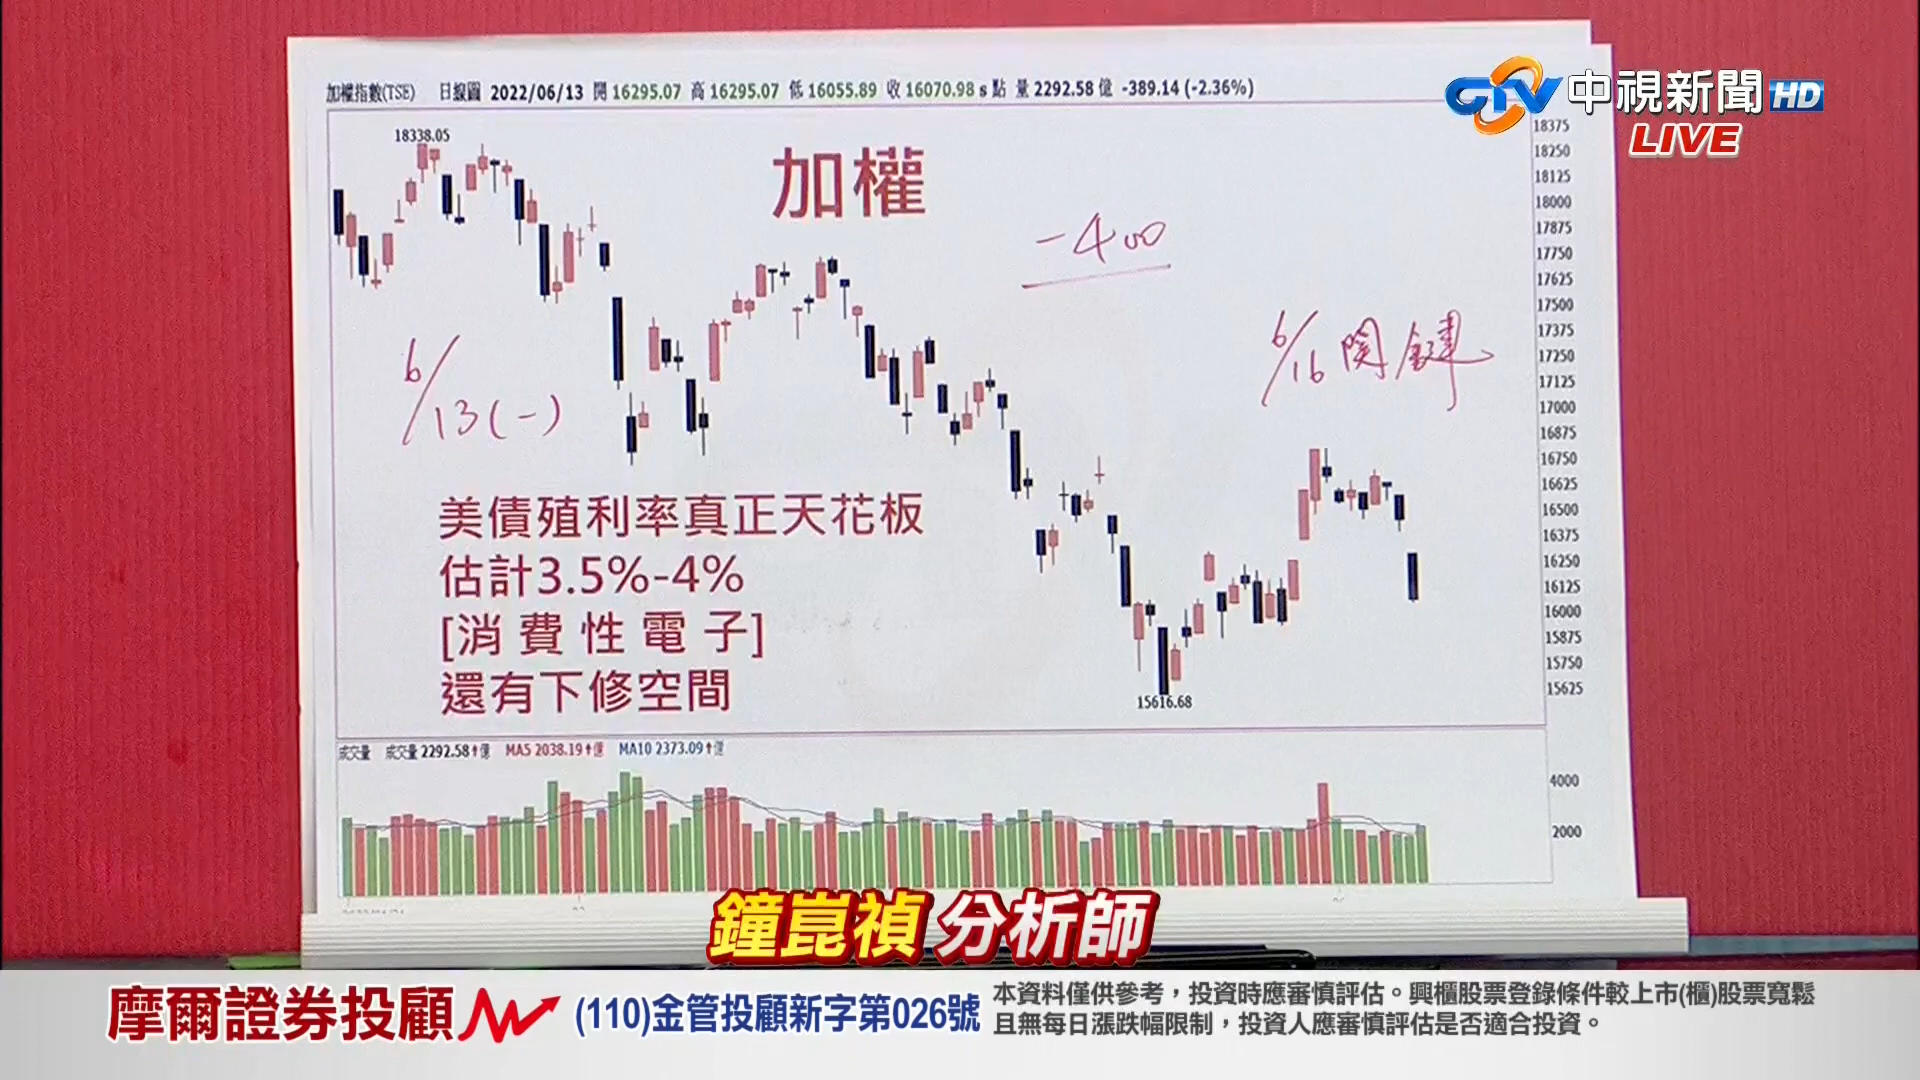 加權指數(TSE) 日線圖 2022/06/13 開 16295.07 高 16295.07 低 16055.89 收 16070.98 s 點 量 2292.58 億 -389.14 (-2.36%)
CTV 中視新聞 HD
LIVE
18338.05
加權
-400
6/16 関鍵
6/13(一)
美債殖利率真正天花板
估計3.5%-4%
[消費性電子]
還有下修空間
15616.68
18375
18250
18125
18000
17875
17750
17625
17500
17375
17250
17125
17000
16875
16750
16625
16500
16375
16250
16125
16000
15875
15750
15625
成交量 成交量 2292.58↑億 MA5 2038.19↑億 MA10 2373.09↑億
4000
2000
鐘崑禎 分析師
摩爾證券投顧 (110)金管投顧新字第026號
本資料僅供參考，投資時應審慎評估。興櫃股票登錄條件較上市(櫃)股票寬鬆
且無每日漲跌幅限制，投資人應審慎評估是否適合投資。